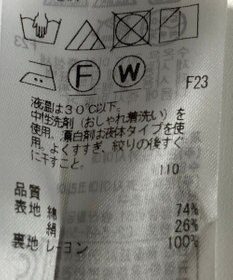 F
W
F23
液温は30℃以下。
中性洗剤(おしゃれ着洗い)を
使用。漂白剤は液体タイプを使
用。よくすすぎ、絞りの後すぐ
に干すこと。
110
品質
表地 綿 74%
絹 26%
裏地 レーヨン 100%